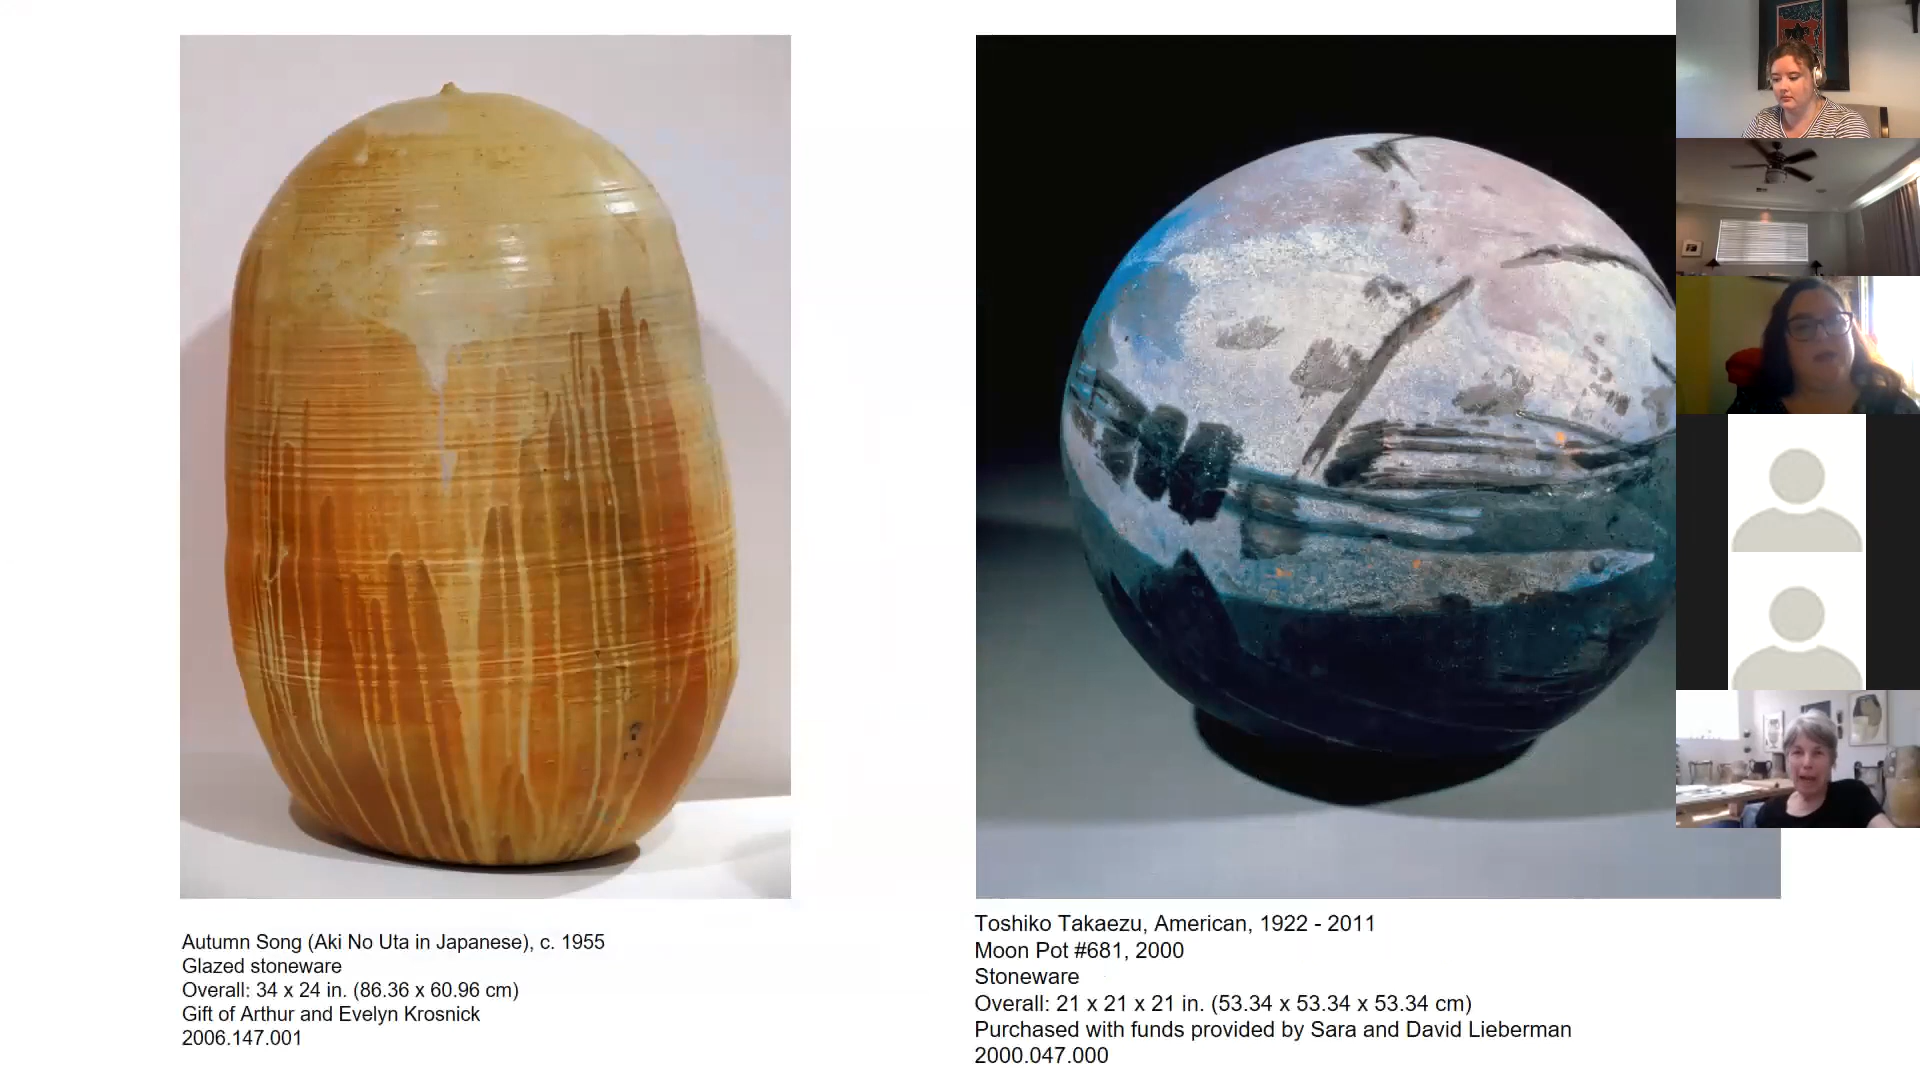 Autumn Song (Aki No Uta in Japanese), c. 1955
Glazed stoneware
Overall: 34 x 24 in. (86.36 x 60.96 cm)
Gift of Arthur and Evelyn Krosnick
2006.147.001
Toshiko Takaezu, American, 1922 - 2011
Moon Pot #681, 2000
Stoneware
Overall: 21 x 21 x 21 in. (53.34 x 53.34 x 53.34 cm)
Purchased with funds provided by Sara and David Lieberman
2000.047.000